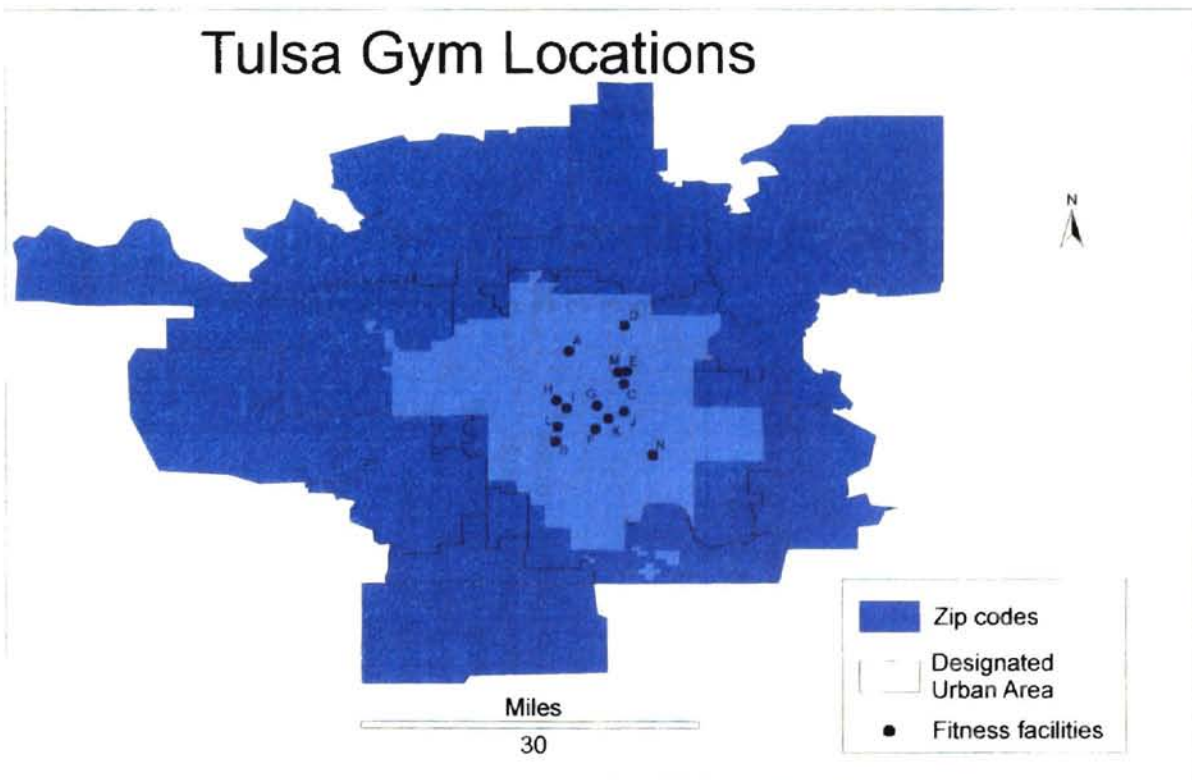 Tulsa Gym Locations
N
D
A
M E
C
H
I
G
J
K
L
F
B
N
Zip codes
Designated
Urban Area
Fitness facilities
Miles
30